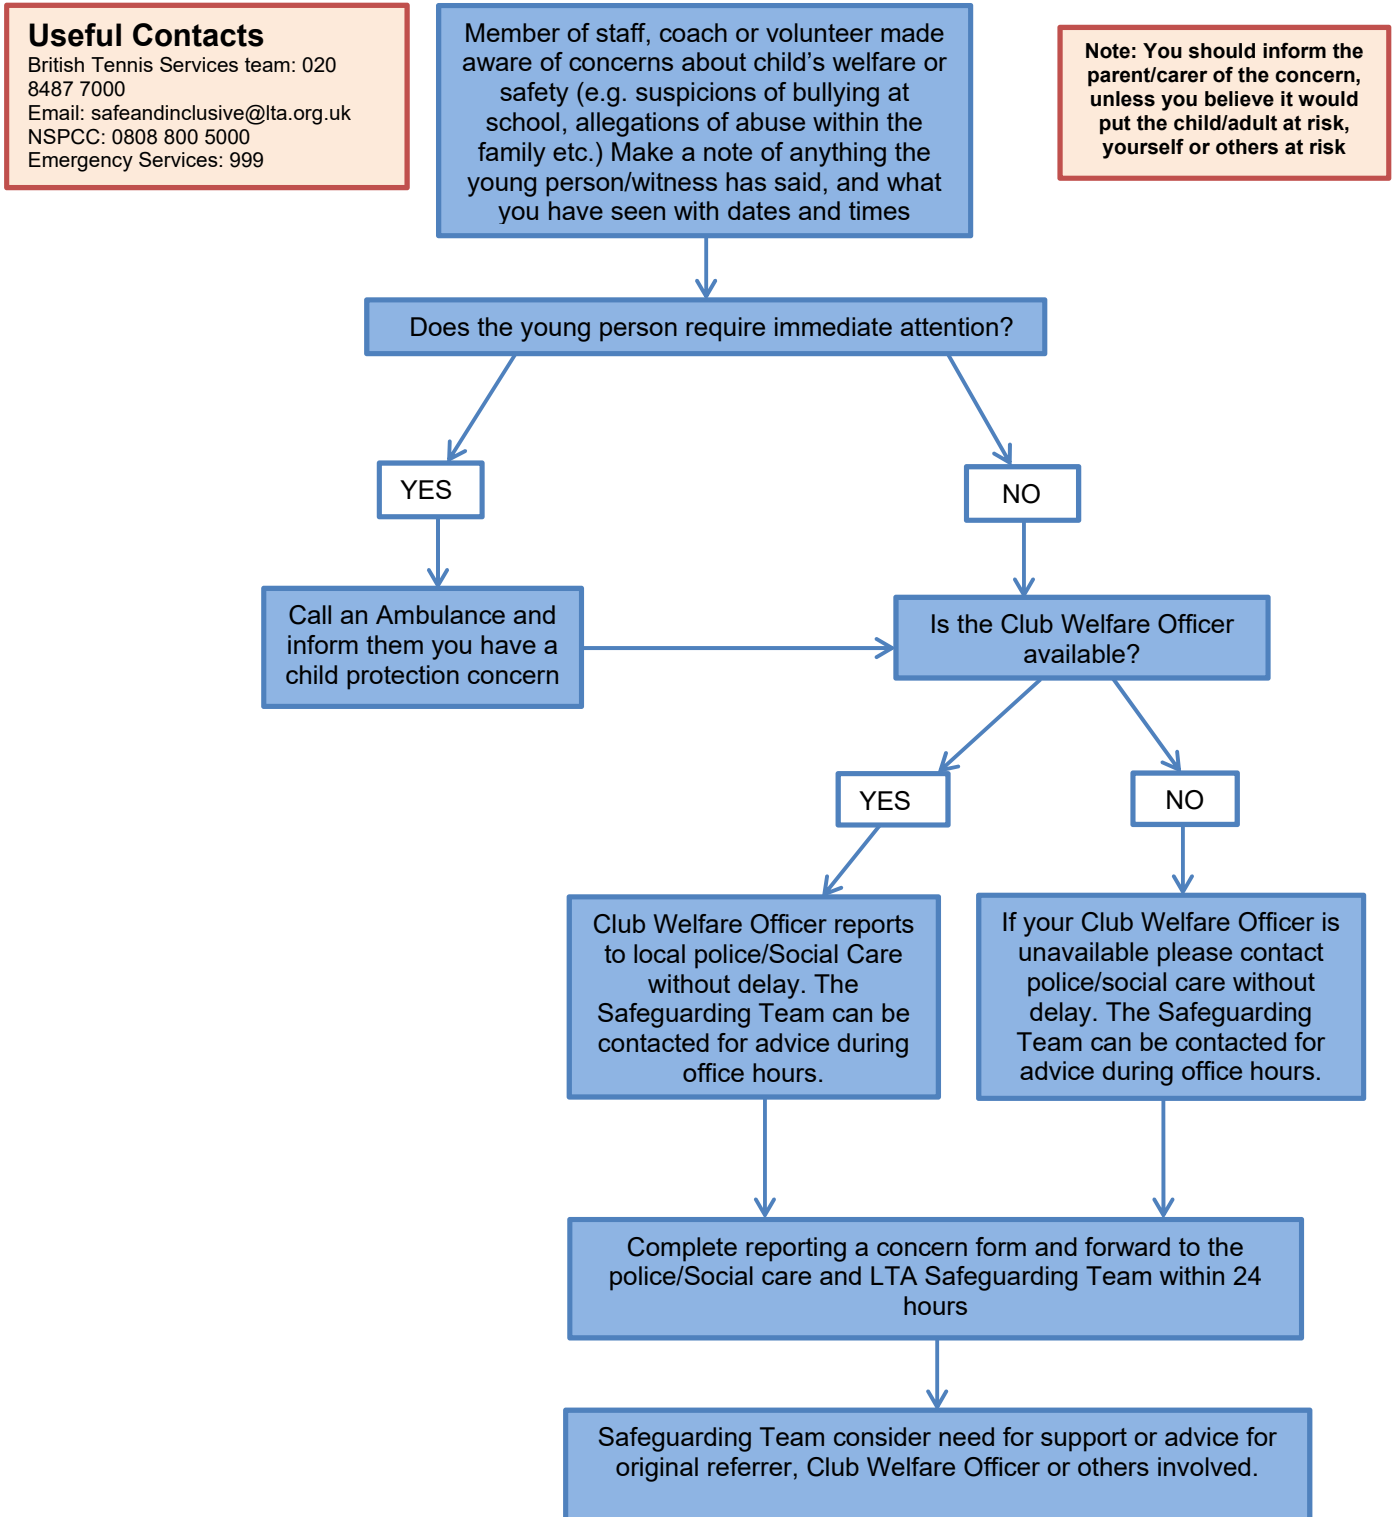 Useful Contacts
British Tennis Services team: 020
8487 7000
Email: safeandinclusive@lta.org.uk
NSPCC: 0808 800 5000
Emergency Services: 999
Member of staff, coach or volunteer made
aware of concerns about child’s welfare or
safety (e.g. suspicions of bullying at
school, allegations of abuse within the
family etc.) Make a note of anything the
young person/witness has said, and what
you have seen with dates and times
Note: You should inform the
parent/carer of the concern,
unless you believe it would
put the child/adult at risk,
yourself or others at risk
Does the young person require immediate attention?
YES
NO
Call an Ambulance and
inform them you have a
child protection concern
Is the Club Welfare Officer
available?
YES
NO
Club Welfare Officer reports
to local police/Social Care
without delay. The
Safeguarding Team can be
contacted for advice during
office hours.
If your Club Welfare Officer is
unavailable please contact
police/social care without
delay. The Safeguarding
Team can be contacted for
advice during office hours.
Complete reporting a concern form and forward to the
police/Social care and LTA Safeguarding Team within 24
hours
Safeguarding Team consider need for support or advice for
original referrer, Club Welfare Officer or others involved.